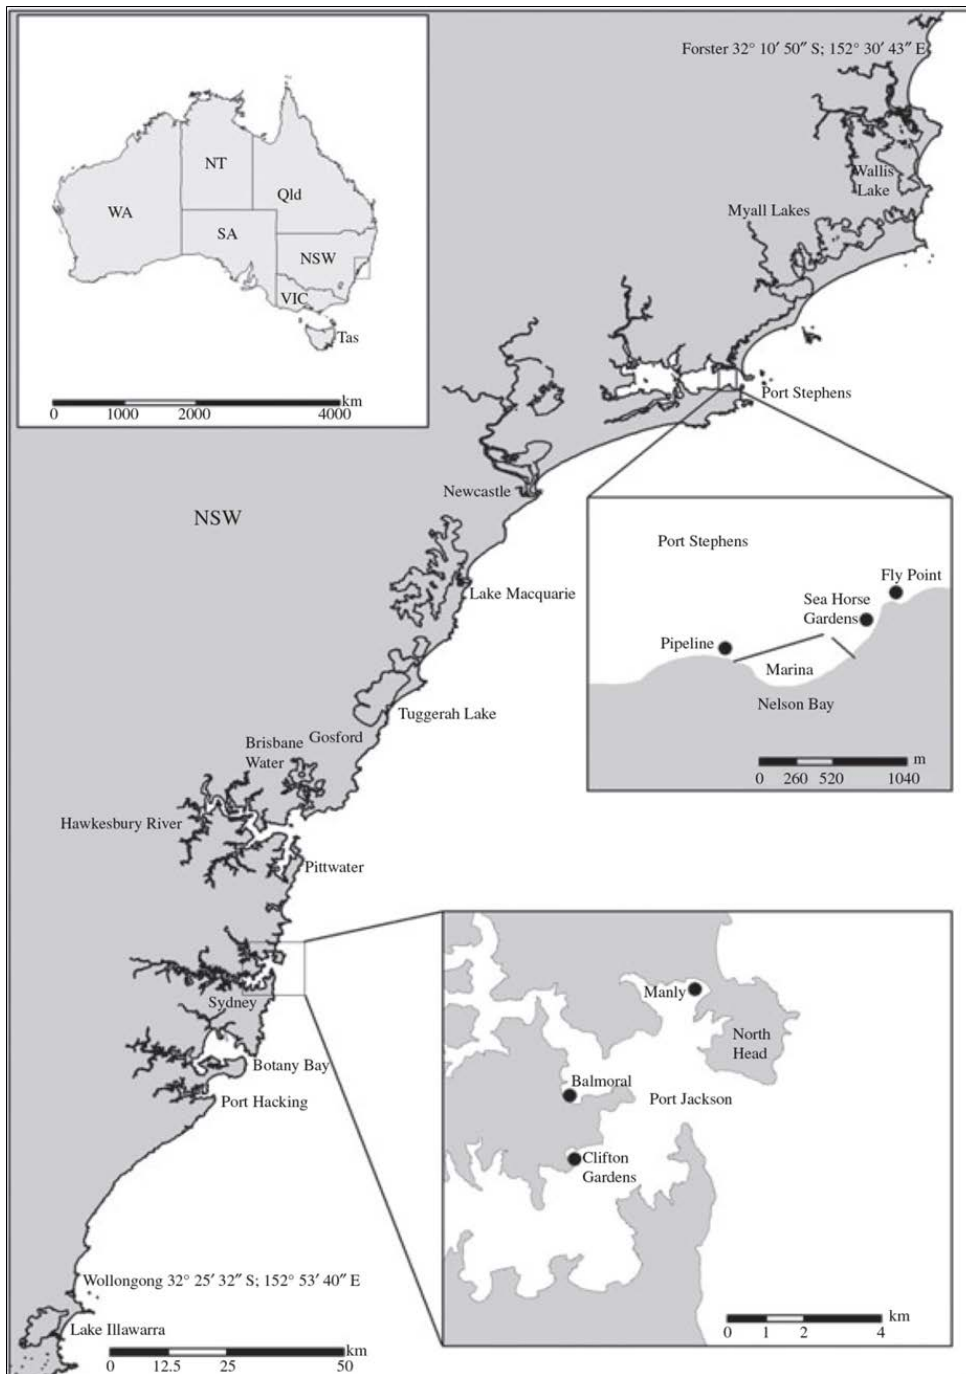 Forster 32° 10′ 50″ S; 152° 30′ 43″ E
NT
Qld
WA
SA
NSW
VIC
Tas
km
0 1000 2000 4000
Wallis
Lake
Myall Lakes
Port Stephens
Newcastle
NSW
Lake Macquarie
Tuggerah Lake
Gosford
Brisbane
Water
Hawkesbury River
Pittwater
Sydney
Botany Bay
Port Hacking
Wollongong 32° 25′ 32″ S; 152° 53′ 40″ E
Lake Illawarra
km
0 12.5 25 50
Port Stephens
Fly Point
Sea Horse
Gardens
Pipeline
Marina
Nelson Bay
m
0 260 520 1040
Manly
North
Head
Balmoral
Port Jackson
Clifton
Gardens
km
0 1 2 4